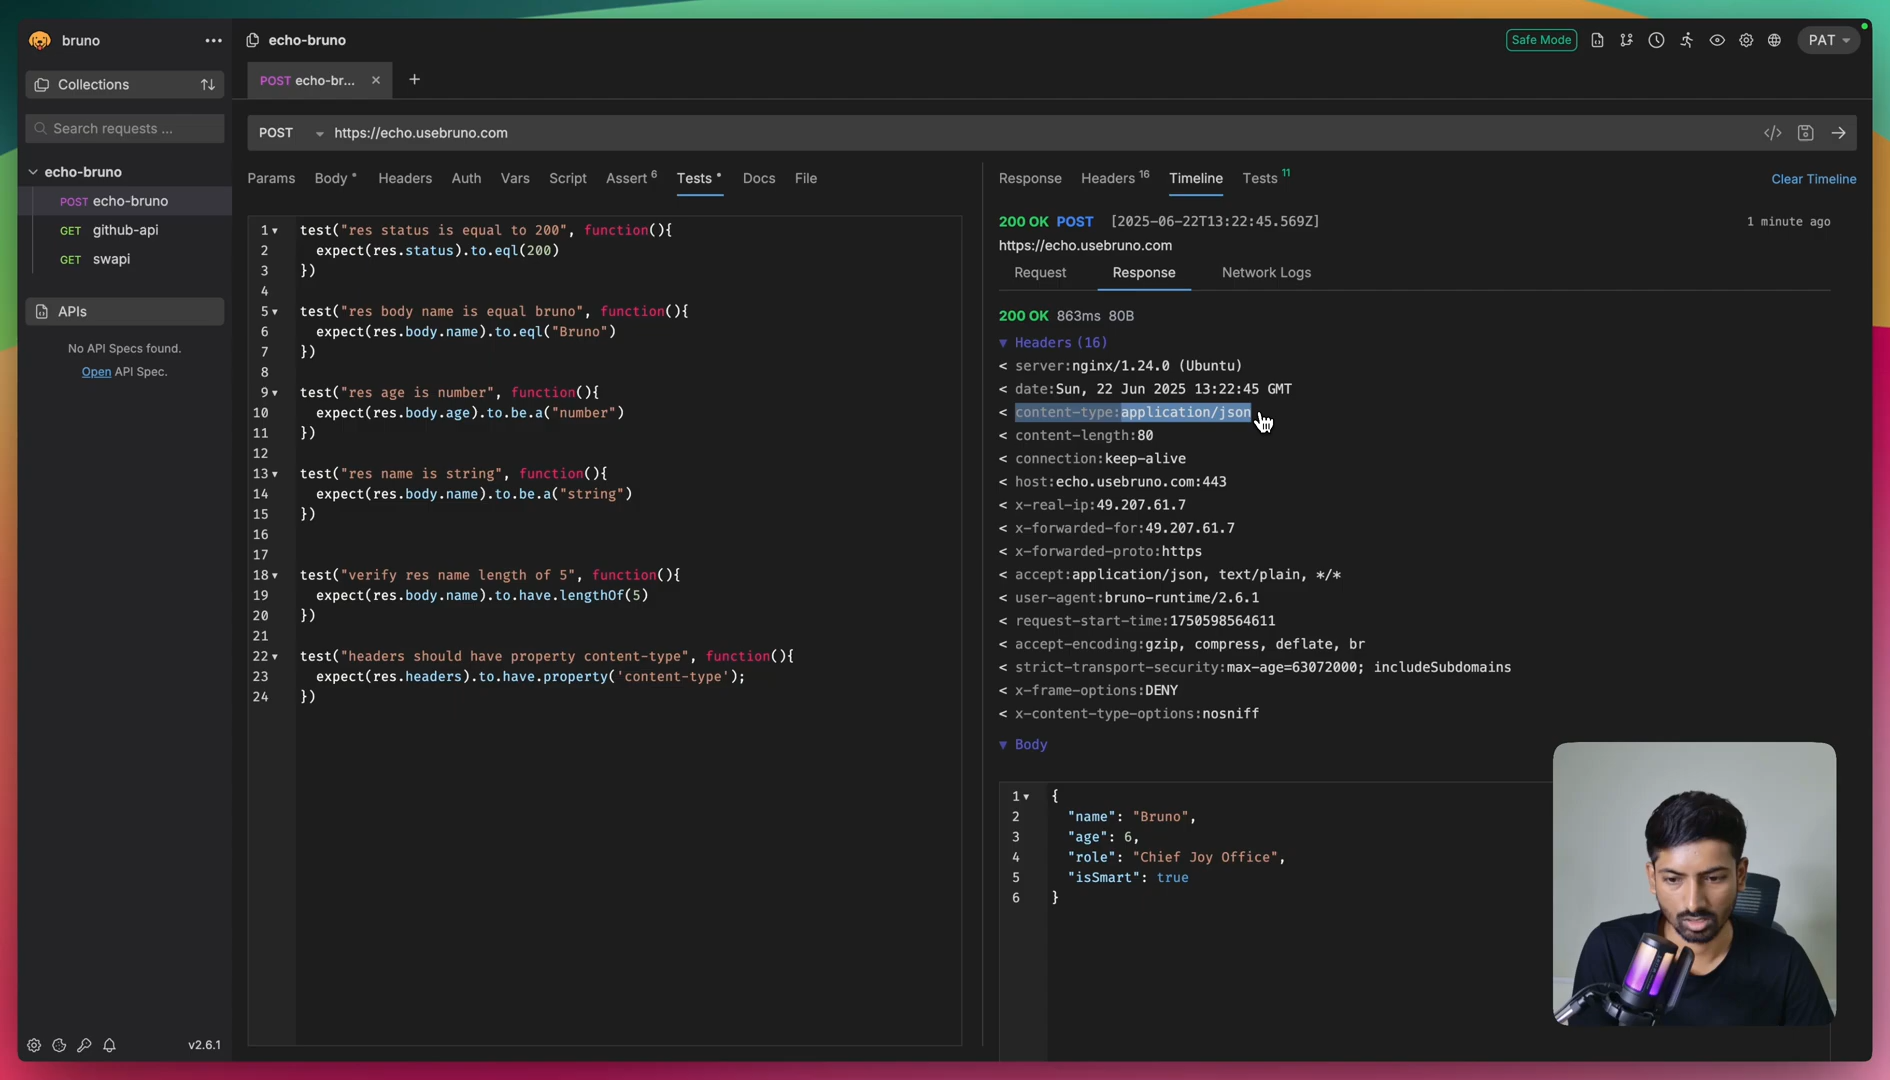 bruno
...
echo-bruno
Safe Mode
PAT
Collections
POST echo-br...
Search requests ...
POST
https://echo.usebruno.com
echo-bruno
POST echo-bruno
GET github-api
GET swapi
APIs
No API Specs found.
Open API Spec.
v2.6.1
Params Body Headers Auth Vars Script Assert 6 Tests Docs File
1 test("res status is equal to 200", function(){
2 expect(res.status).to.eql(200)
3 })
4
5 test("res body name is equal bruno", function(){
6 expect(res.body.name).to.eql("Bruno")
7 })
8
9 test("res age is number", function(){
10 expect(res.body.age).to.be.a("number")
11 })
12
13 test("res name is string", function(){
14 expect(res.body.name).to.be.a("string")
15 })
16
17
18 test("verify res name length of 5", function(){
19 expect(res.body.name).to.have.lengthOf(5)
20 })
21
22 test("headers should have property content-type", function(){
23 expect(res.headers).to.have.property('content-type');
24 })
Response Headers 16 Timeline Tests 11 Clear Timeline
200 OK POST [2025-06-22T13:22:45.569Z] 1 minute ago
https://echo.usebruno.com
Request Response Network Logs
200 OK 863ms 80B
Headers (16)
< server:nginx/1.24.0 (Ubuntu)
< date:Sun, 22 Jun 2025 13:22:45 GMT
< content-type:application/json
< content-length:80
< connection:keep-alive
< host:echo.usebruno.com:443
< x-real-ip:49.207.61.7
< x-forwarded-for:49.207.61.7
< x-forwarded-proto:https
< accept:application/json, text/plain, */*
< user-agent:bruno-runtime/2.6.1
< request-start-time:1750598564611
< accept-encoding:gzip, compress, deflate, br
< strict-transport-security:max-age=63072000; includeSubdomains
< x-frame-options:DENY
< x-content-type-options:nosniff
Body
1 {
2 "name": "Bruno",
3 "age": 6,
4 "role": "Chief Joy Office",
5 "isSmart": true
6 }